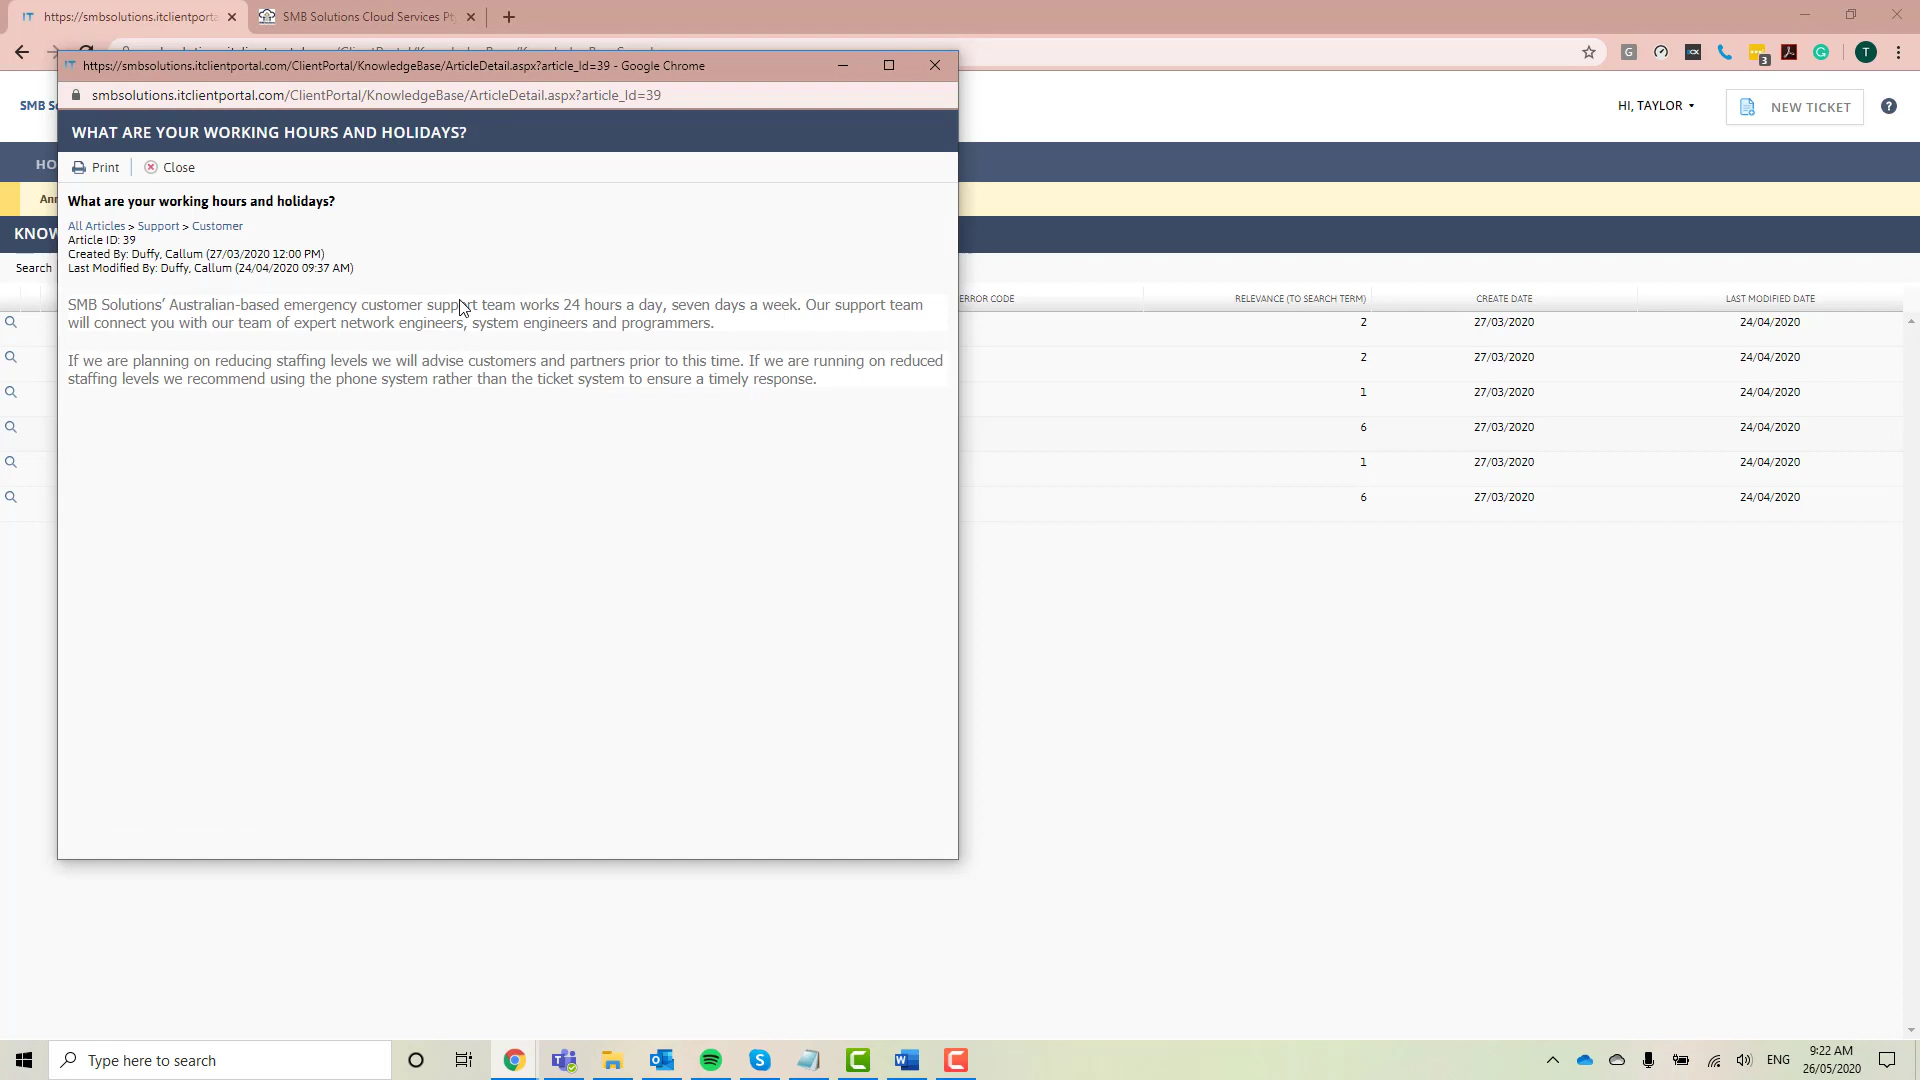 https://smbsolutions.itclientporta
SMB Solutions Cloud Services Pt
https://smbsolutions.itclientportal.com/ClientPortal/KnowledgeBase/ArticleDetail.aspx?article_Id=39 - Google Chrome
smbsolutions.itclientportal.com/ClientPortal/KnowledgeBase/ArticleDetail.aspx?article_Id=39
SMB S
HI, TAYLOR
NEW TICKET
WHAT ARE YOUR WORKING HOURS AND HOLIDAYS?
HO
Print
Close
Ann
What are your working hours and holidays?
All Articles > Support > Customer
KNOW
Article ID: 39
Created By: Duffy, Callum (27/03/2020 12:00 PM)
Search
Last Modified By: Duffy, Callum (24/04/2020 09:37 AM)
ERROR CODE RELEVANCE (TO SEARCH TERM) CREATE DATE LAST MODIFIED DATE
SMB Solutions’ Australian-based emergency customer support team works 24 hours a day, seven days a week. Our support team
will connect you with our team of expert network engineers, system engineers and programmers.
If we are planning on reducing staffing levels we will advise customers and partners prior to this time. If we are running on reduced
staffing levels we recommend using the phone system rather than the ticket system to ensure a timely response.
2 27/03/2020 24/04/2020
2 27/03/2020 24/04/2020
1 27/03/2020 24/04/2020
6 27/03/2020 24/04/2020
1 27/03/2020 24/04/2020
6 27/03/2020 24/04/2020
Type here to search
ENG
9:22 AM
26/05/2020